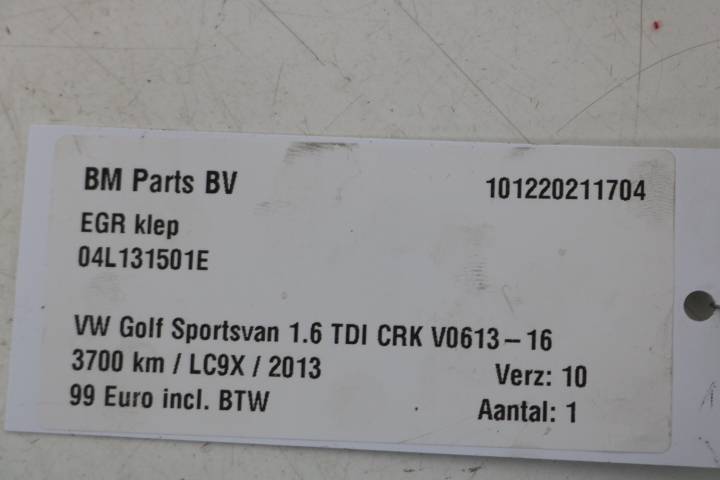 BM Parts BV 101220211704
EGR klep
04L131501E
VW Golf Sportsvan 1.6 TDI CRK V0613-16
3700 km / LC9X / 2013 Verz: 10
99 Euro incl. BTW Aantal: 1